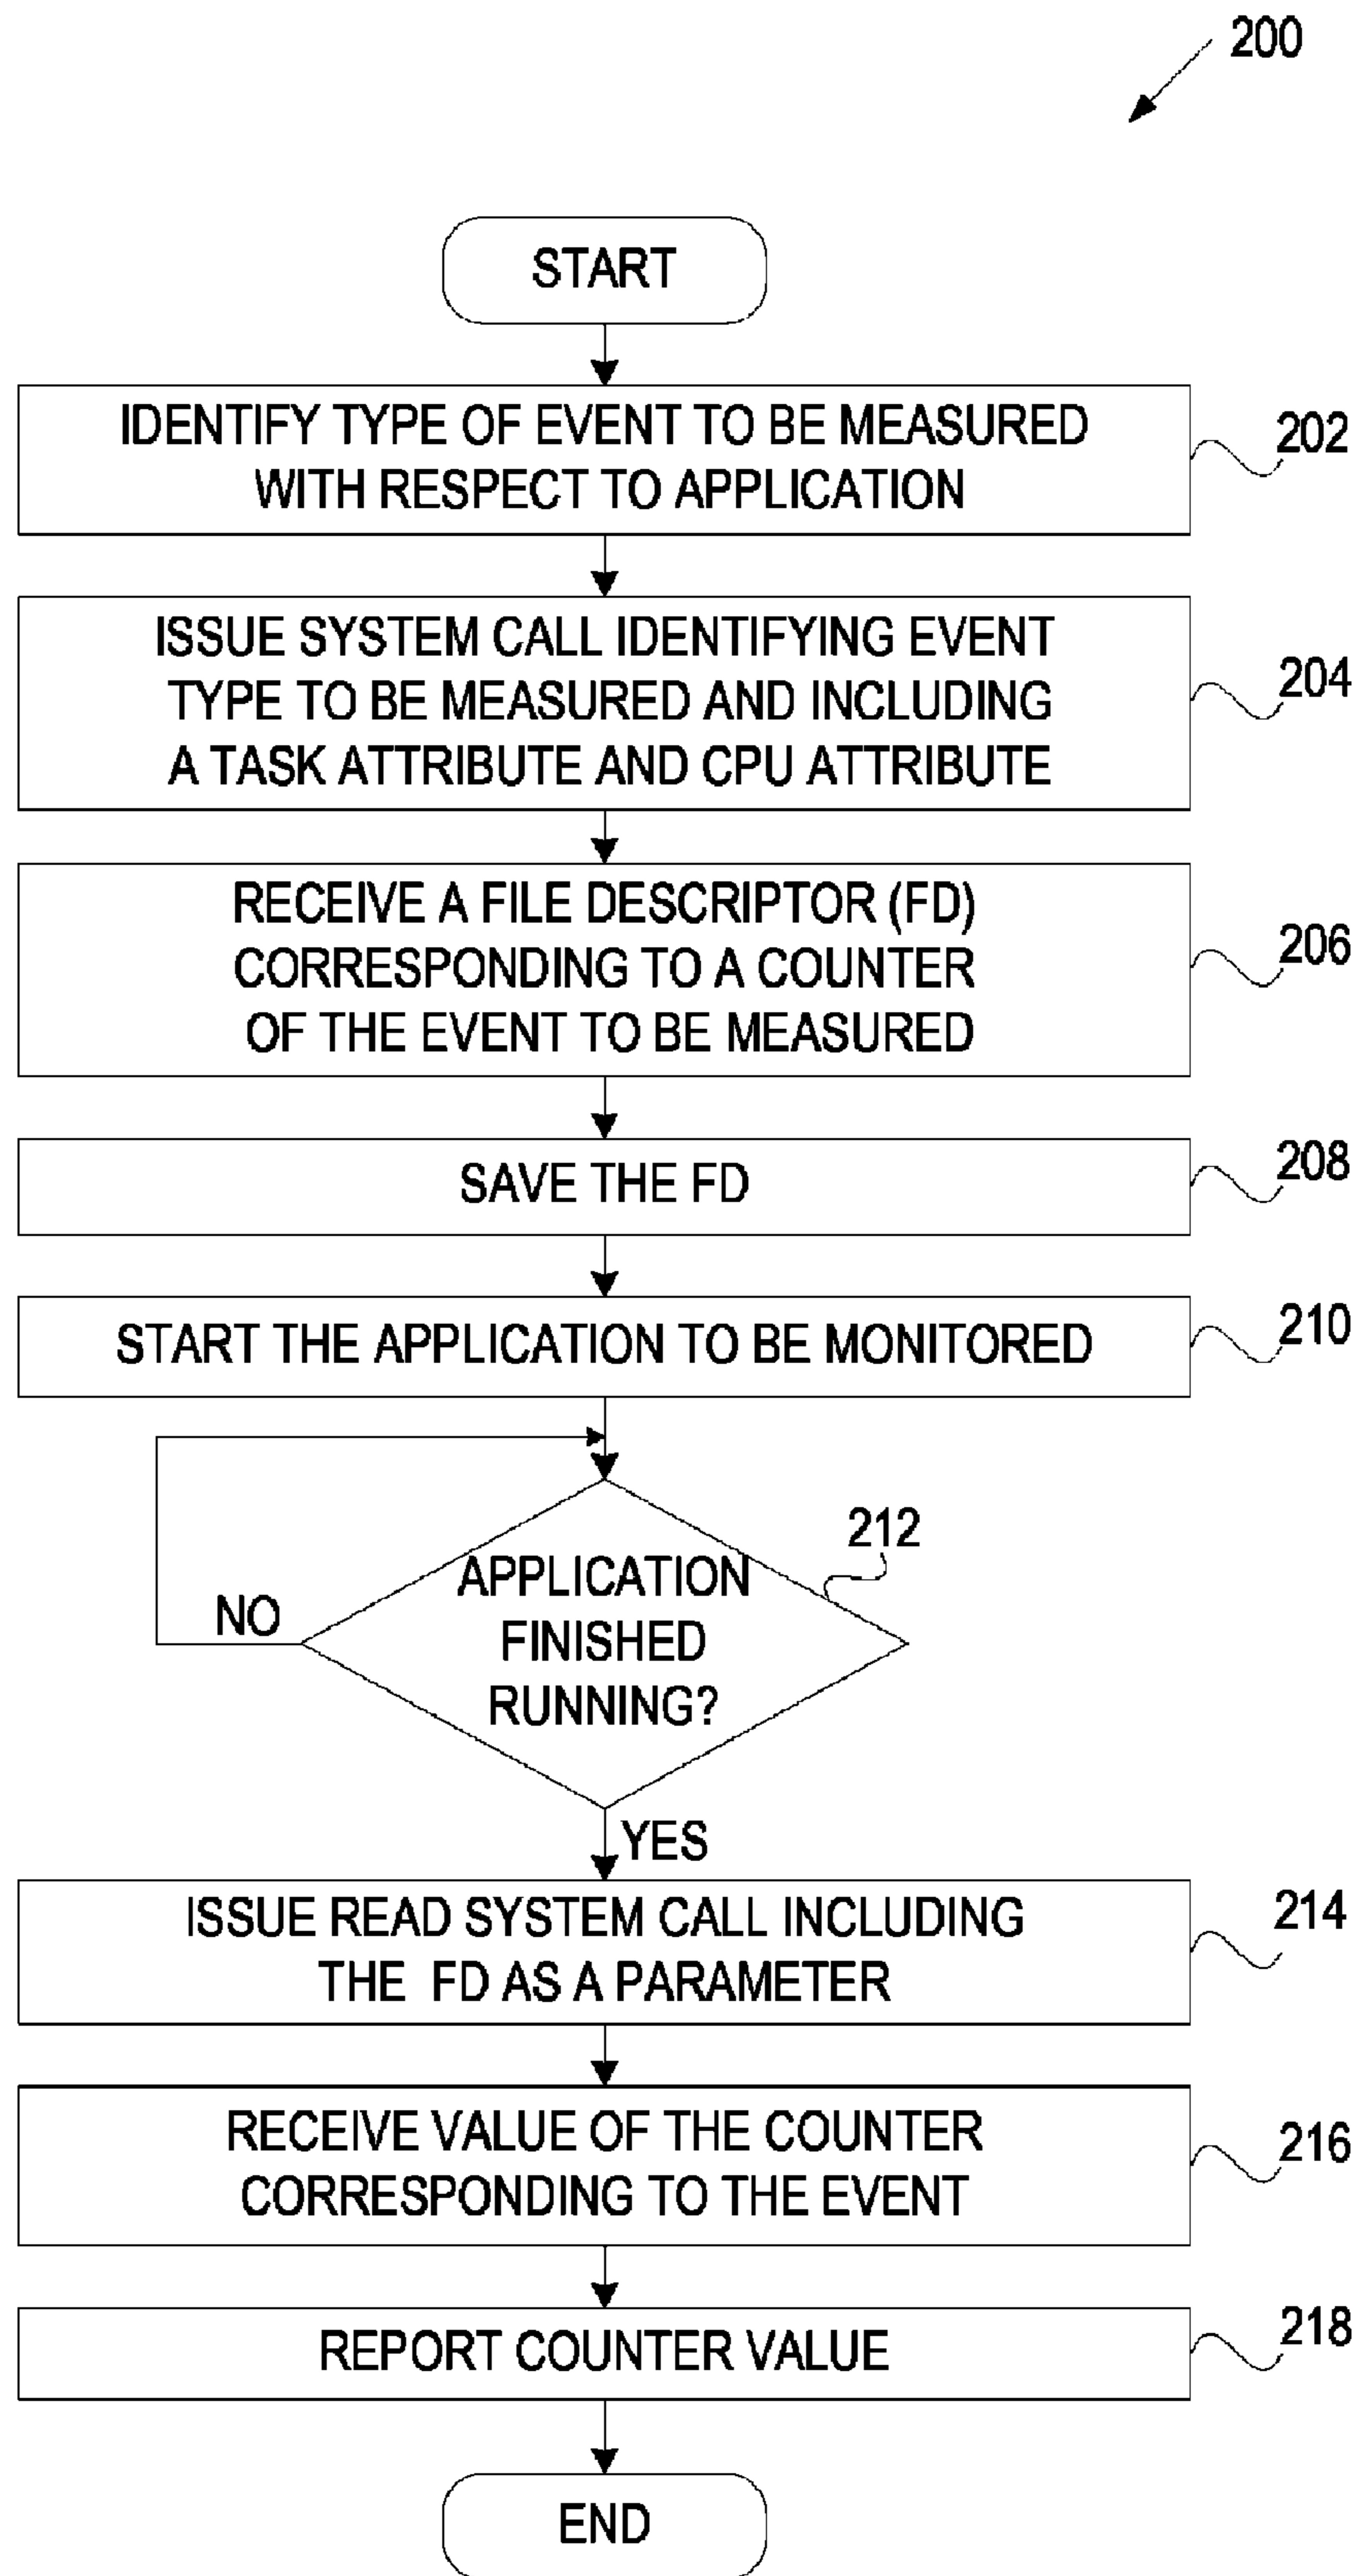 200
START
IDENTIFY TYPE OF EVENT TO BE MEASURED
WITH RESPECT TO APPLICATION
202
ISSUE SYSTEM CALL IDENTIFYING EVENT
TYPE TO BE MEASURED AND INCLUDING
A TASK ATTRIBUTE AND CPU ATTRIBUTE
204
RECEIVE A FILE DESCRIPTOR (FD)
CORRESPONDING TO A COUNTER
OF THE EVENT TO BE MEASURED
206
SAVE THE FD
208
START THE APPLICATION TO BE MONITORED
210
APPLICATION
FINISHED
RUNNING?
212
NO
YES
ISSUE READ SYSTEM CALL INCLUDING
THE FD AS A PARAMETER
214
RECEIVE VALUE OF THE COUNTER
CORRESPONDING TO THE EVENT
216
REPORT COUNTER VALUE
218
END